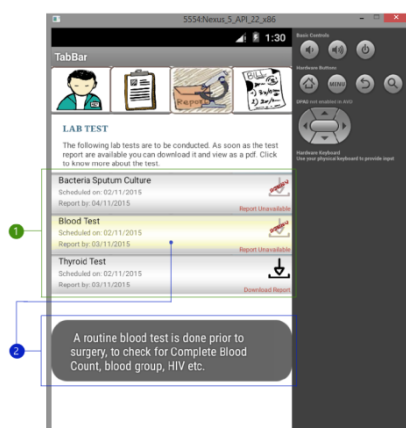 5554:Nexus_5_API_22_x86
1:30
TabBar
Report
LAB TEST
The following lab tests are to be conducted. As soon as the test
report are available you can download it and view as a pdf. Click
to know more about the test.
Bacteria Sputum Culture
Scheduled on: 02/11/2015
Report by: 04/11/2015
Report Unavailable
1
Blood Test
Scheduled on: 02/11/2015
Report by: 03/11/2015
Report Unavailable
Thyroid Test
Scheduled on: 02/11/2015
Report by: 03/11/2015
Download Report
2
A routine blood test is done prior to
surgery, to check for Complete Blood
Count, blood group, HIV etc.
Basic Controls
Hardware Buttons
MENU
DPAD not enabled in AVD
Hardware Keyboard
Use your physical keyboard to provide input